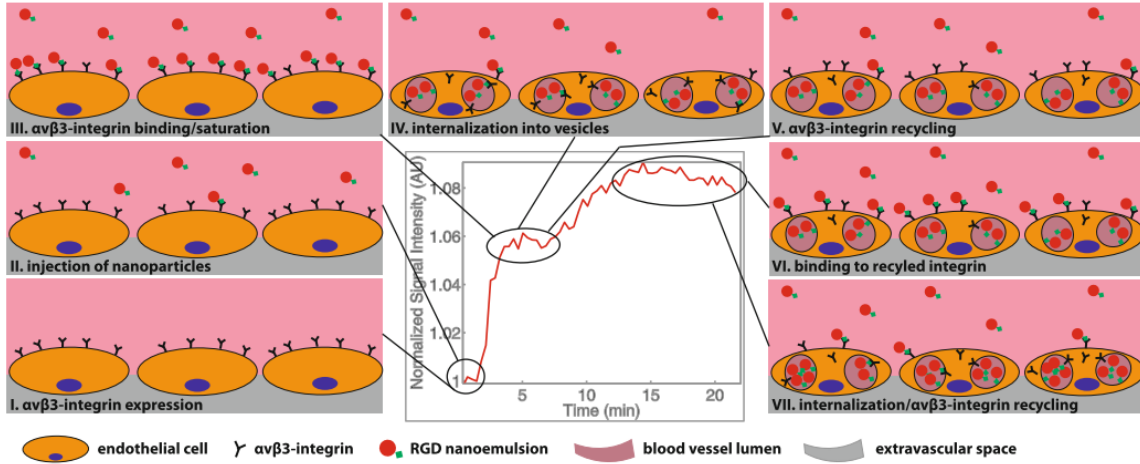 III. αvβ3-integrin binding/saturation
IV. internalization into vesicles
V. αvβ3-integrin recycling
II. injection of nanoparticles
VI. binding to recyled integrin
I. αvβ3-integrin expression
VII. internalization/αvβ3-integrin recycling
Normalized Signal Intensity (AU)
1.08
1.06
1.04
1.02
1
5
10
15
20
Time (min)
endothelial cell
αvβ3-integrin
RGD nanoemulsion
blood vessel lumen
extravascular space